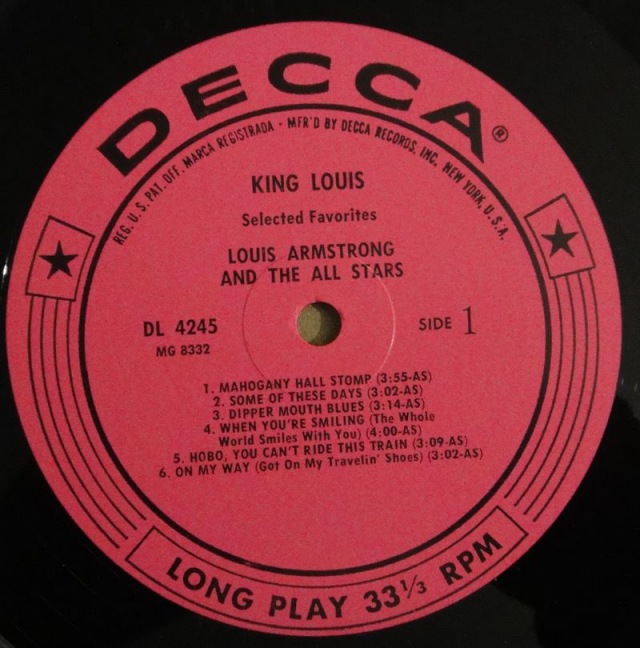 DECCA®
REG. U.S. PAT. OFF. MARCA REGISTRADA • MFR'D BY DECCA RECORDS, INC. NEW YORK, U.S.A.
KING LOUIS
Selected Favorites
LOUIS ARMSTRONG
AND THE ALL STARS
DL 4245
MG 8332
SIDE 1
1. MAHOGANY HALL STOMP (3:55-AS)
2. SOME OF THESE DAYS (3:02-AS)
3. DIPPER MOUTH BLUES (3:14-AS)
4. WHEN YOU'RE SMILING (The Whole
World Smiles With You) (4:00-AS)
5. HOBO, YOU CAN'T RIDE THIS TRAIN (3:09-AS)
6. ON MY WAY (Got On My Travelin' Shoes) (3:02-AS)
LONG PLAY 33⅓ RPM